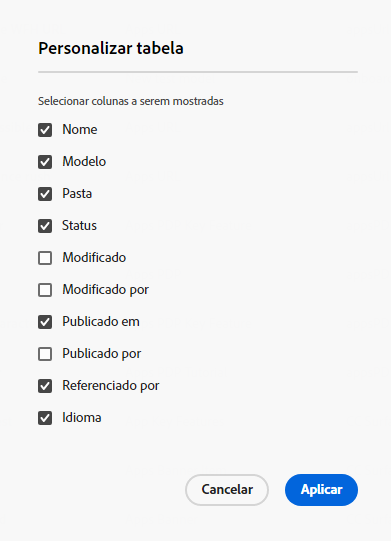 Personalizar tabela
Selecionar colunas a serem mostradas
Nome
Modelo
Pasta
Status
Modificado
Modificado por
Publicado em
Publicado por
Referenciado por
Idioma
Cancelar
Aplicar